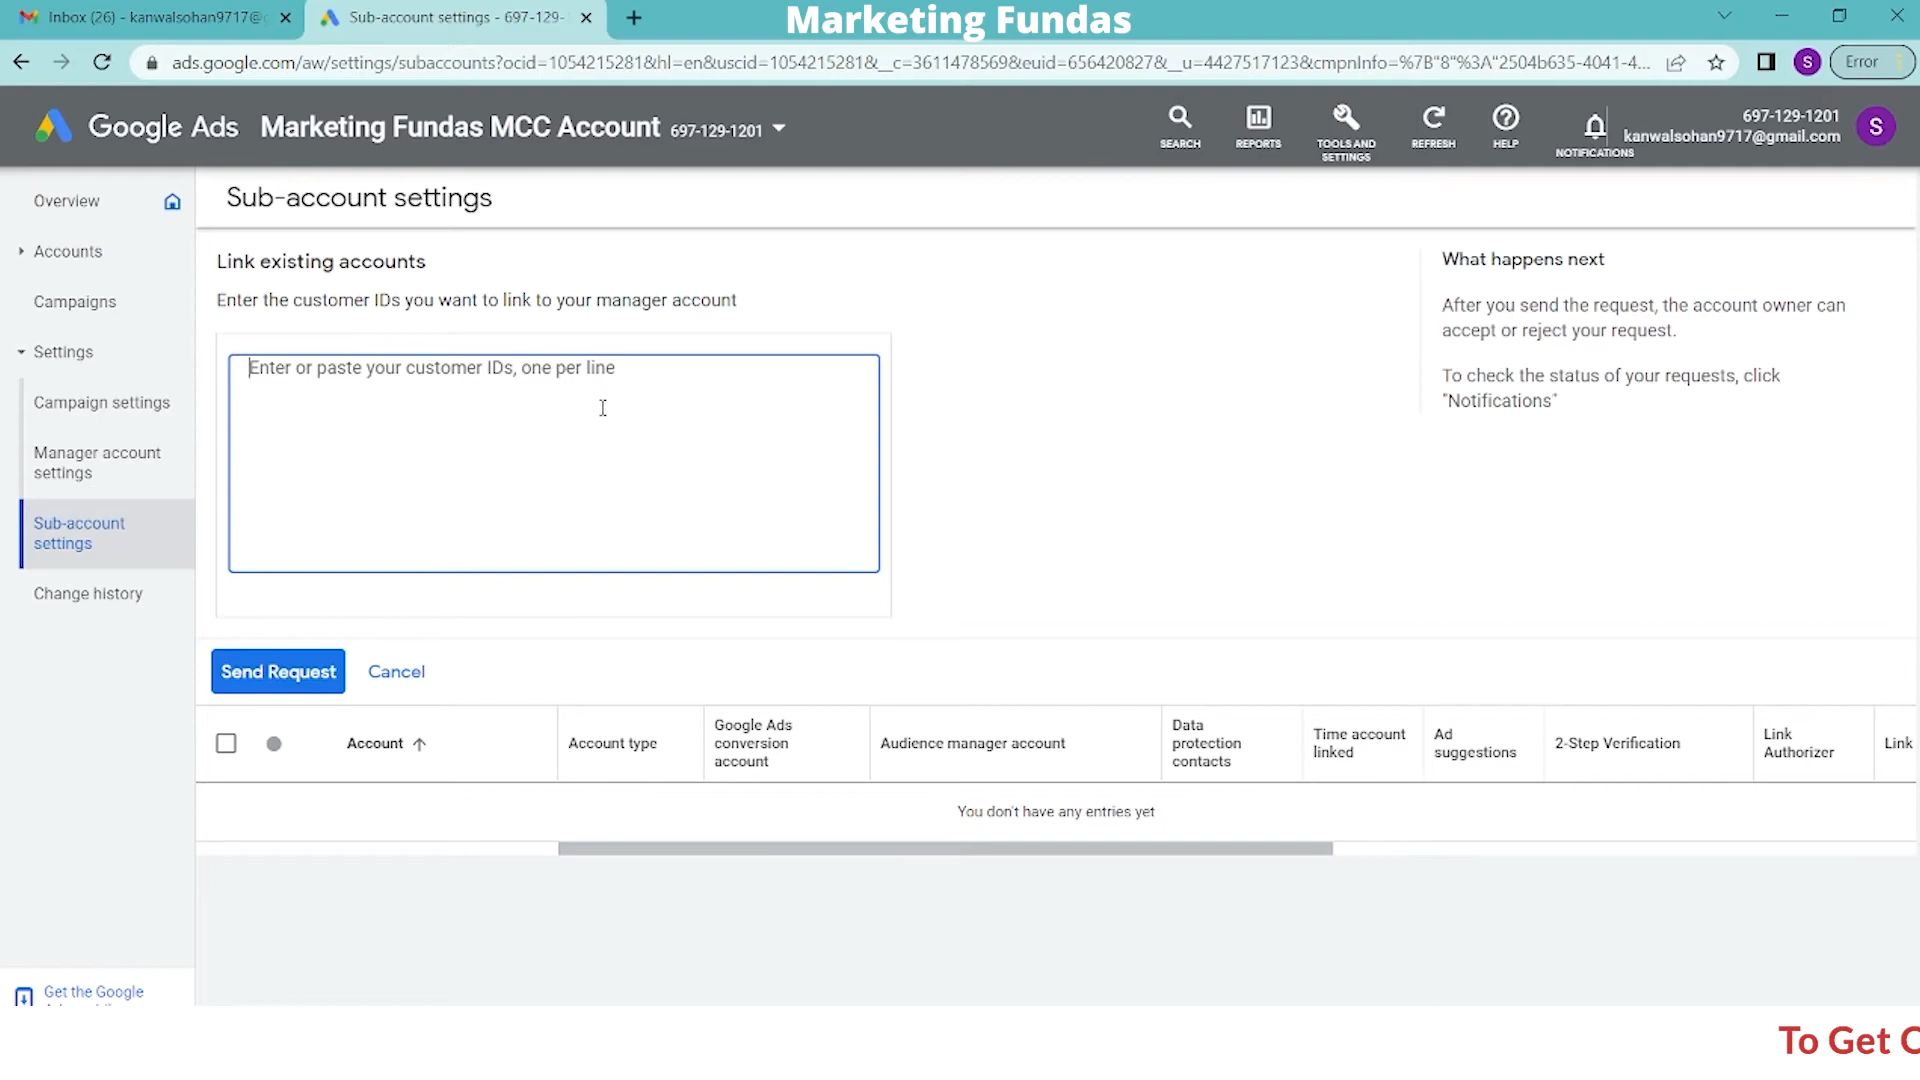 Marketing Fundas
Inbox (26) - kanwalsohan9717@g
Sub-account settings - 697-129-
ads.google.com/aw/settings/subaccounts?ocid=1054215281&hl=en&uscid=1054215281&__c=3611478569&euid=656420827&__u=4427517123&cmpnInfo=%7B"8"%3A"2504b635-4041-4...
S
Error
Google Ads
Marketing Fundas MCC Account 697-129-1201
SEARCH
REPORTS
TOOLS AND
SETTINGS
REFRESH
HELP
NOTIFICATIONS
697-129-1201
kanwalsohan9717@gmail.com
S
Overview
Accounts
Campaigns
Settings
Campaign settings
Manager account
settings
Sub-account
settings
Change history
Get the Google
Sub-account settings
Link existing accounts
Enter the customer IDs you want to link to your manager account
Enter or paste your customer IDs, one per line
What happens next
After you send the request, the account owner can
accept or reject your request.
To check the status of your requests, click
"Notifications"
Send Request
Cancel
Account
Account type
Google Ads
conversion
account
Audience manager account
Data
protection
contacts
Time account
linked
Ad
suggestions
2-Step Verification
Link
Authorizer
Link
You don't have any entries yet
To Get